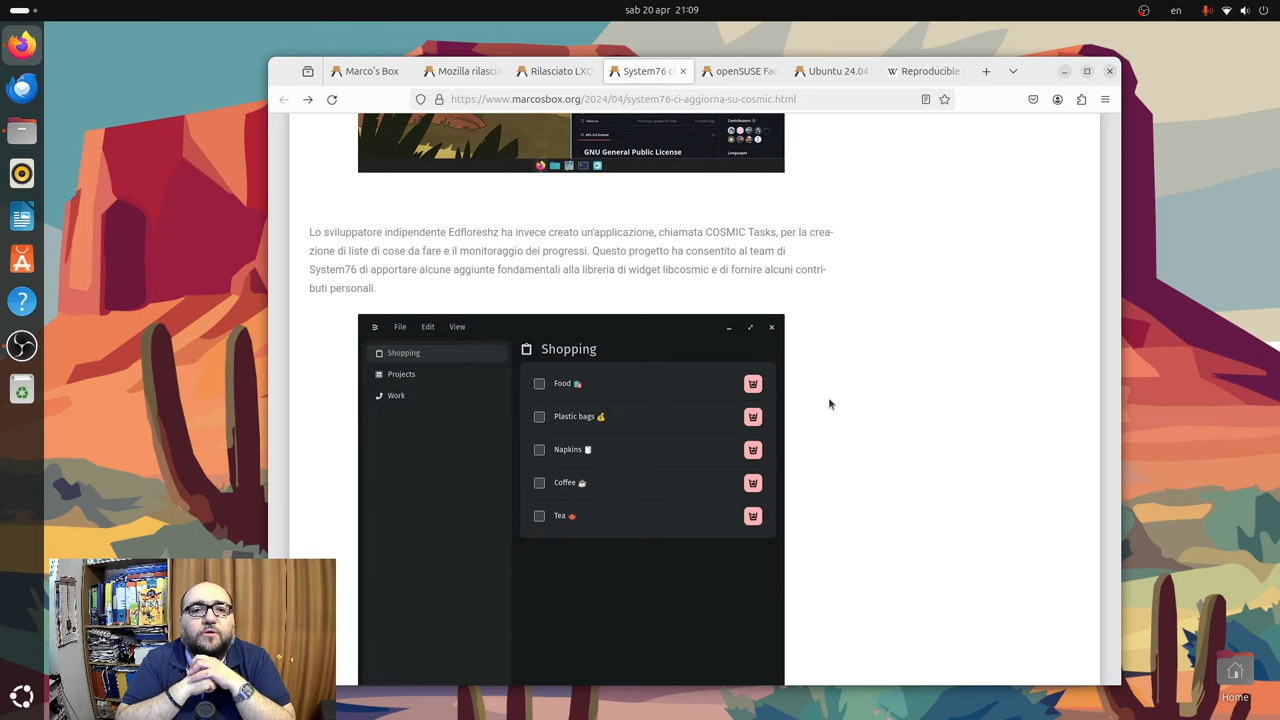 sab 20 apr 21:09
en
Marco's Box
Mozilla rilascia
Rilasciato LXQ
System76 ci
openSUSE Fac
Ubuntu 24.04
Reproducible
https://www.marcosbox.org/2024/04/system76-ci-aggiorna-su-cosmic.html
Contributors
GNU General Public License
Languages
Lo sviluppatore indipendente Edfloreshz ha invece creato un'applicazione, chiamata COSMIC Tasks, per la crea-
zione di liste di cose da fare e il monitoraggio dei progressi. Questo progetto ha consentito al team di
System76 di apportare alcune aggiunte fondamentali alla libreria di widget libcosmic e di fornire alcuni contri-
buti personali.
File Edit View
Shopping
Projects
Work
Shopping
Food
Plastic bags
Napkins
Coffee
Tea
Home